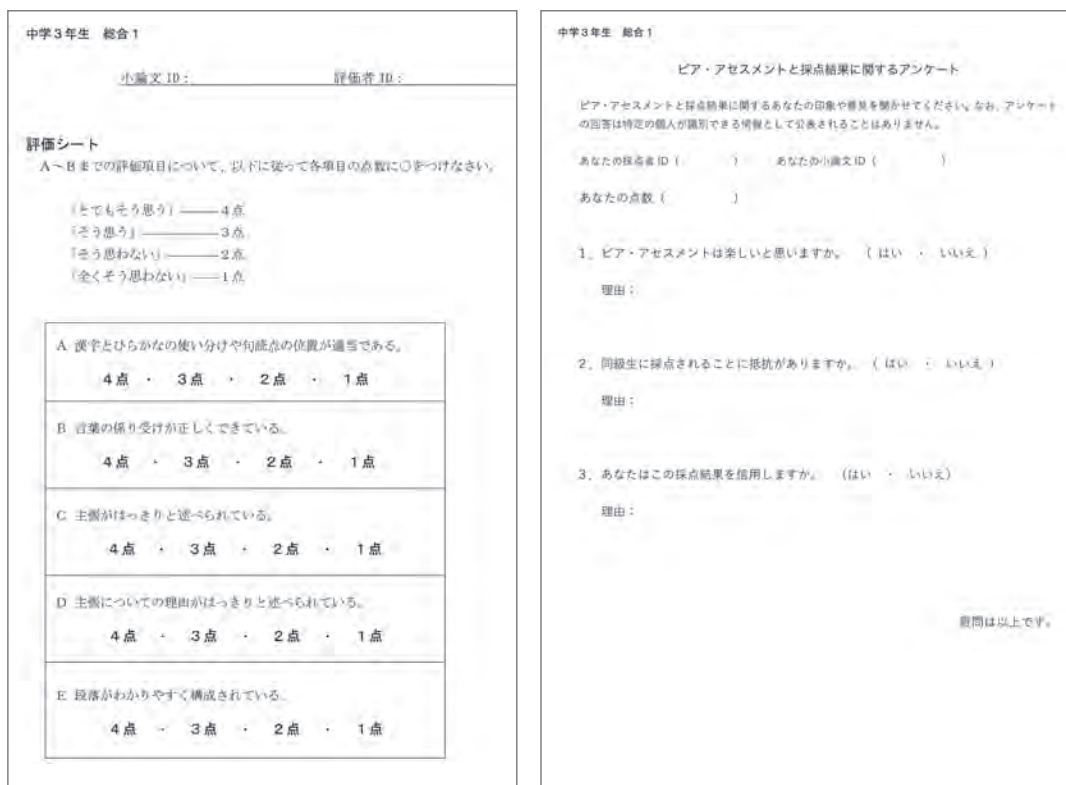 中学3年生　総合1
小論文 ID：　　　　　　　評価者 ID：
評価シート
A～Eまでの評価項目について、以下に従って各項目の点数に○をつけなさい。
「とてもそう思う」――― 4点
「そう思う」――――― 3点
「そう思わない」――― 2点
「全くそう思わない」―― 1点
A 漢字とひらがなの使い分けや句読点の位置が適当である。
4点　・　3点　・　2点　・　1点
B 言葉の係り受けが正しくできている。
4点　・　3点　・　2点　・　1点
C 主張がはっきりと述べられている。
4点　・　3点　・　2点　・　1点
D 主張についての理由がはっきりと述べられている。
4点　・　3点　・　2点　・　1点
E 段落がわかりやすく構成されている。
4点　・　3点　・　2点　・　1点
中学3年生　総合1
ピア・アセスメントと採点結果に関するアンケート
ピア・アセスメントと採点結果に関するあなたの印象や意見を聞かせてください。なお、アンケート
の回答は特定の個人が識別できる情報として公表されることはありません。
あなたの採点者 ID（　　　　）　　あなたの小論文 ID（　　　　）
あなたの点数（　　　　）
1．ピア・アセスメントは楽しいと思いますか。　（ はい　・　いいえ ）
理由：
2．同級生に採点されることに抵抗がありますか。（ はい　・　いいえ ）
理由：
3．あなたはこの採点結果を信用しますか。　（はい　・　いいえ）
理由：
質問は以上です。